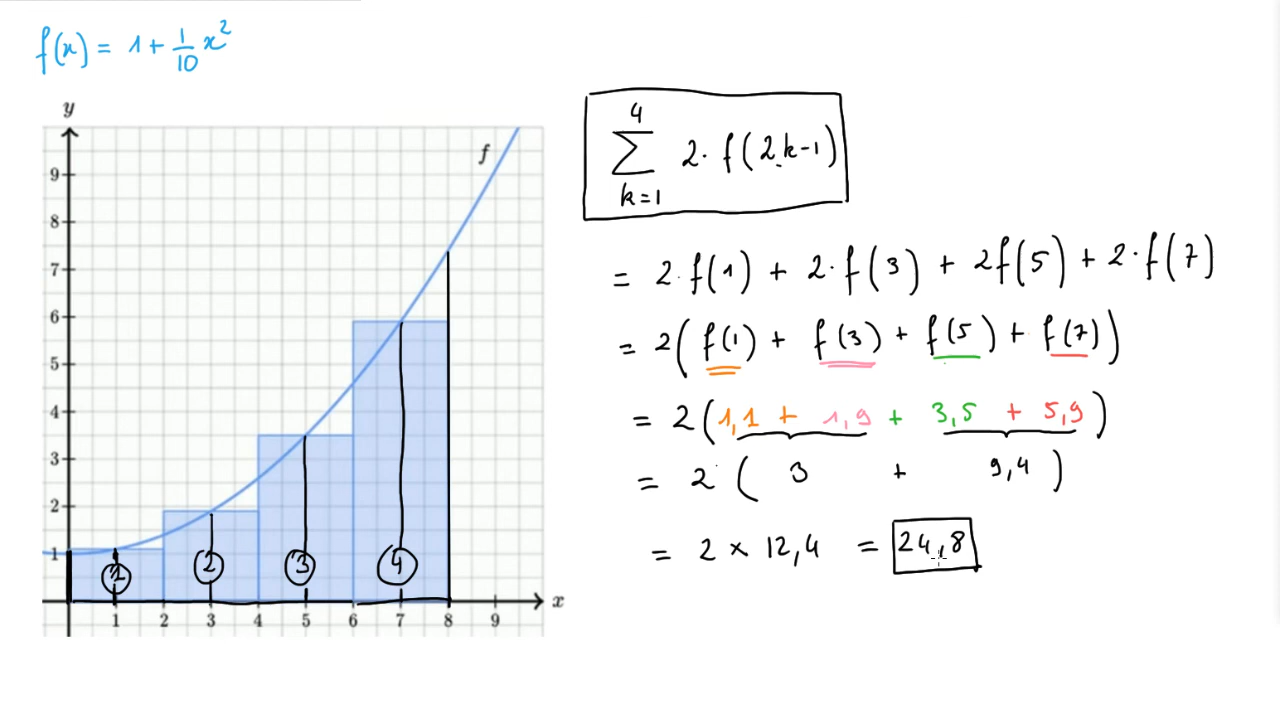 f(x) = 1 + 1/10 x²
y
f
9
8
7
6
5
4
3
2
1
① ② ③ ④
1 2 3 4 5 6 7 8 9 x
4
∑ 2· f(2k-1)
k=1
= 2·f(1) + 2·f(3) + 2f(5) + 2·f(7)
= 2(f(1) + f(3) + f(5) + f(7))
= 2(1,1 + 1,9 + 3,5 + 5,9)
= 2 ( 3 + 9,4 )
= 2 × 12,4 = 24,8